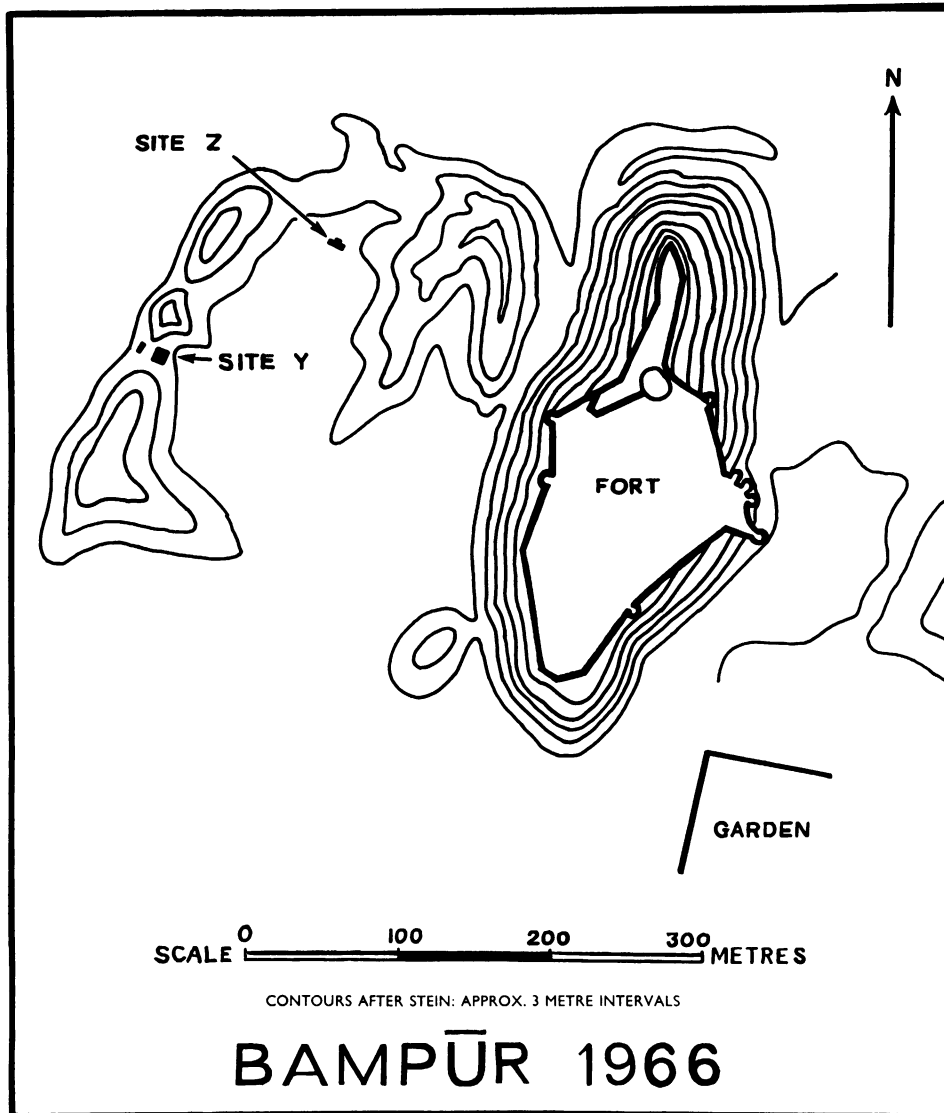 N
SITE Z
SITE Y
FORT
GARDEN
0 100 200 300
SCALE METRES
CONTOURS AFTER STEIN: APPROX. 3 METRE INTERVALS
BAMPŪR 1966